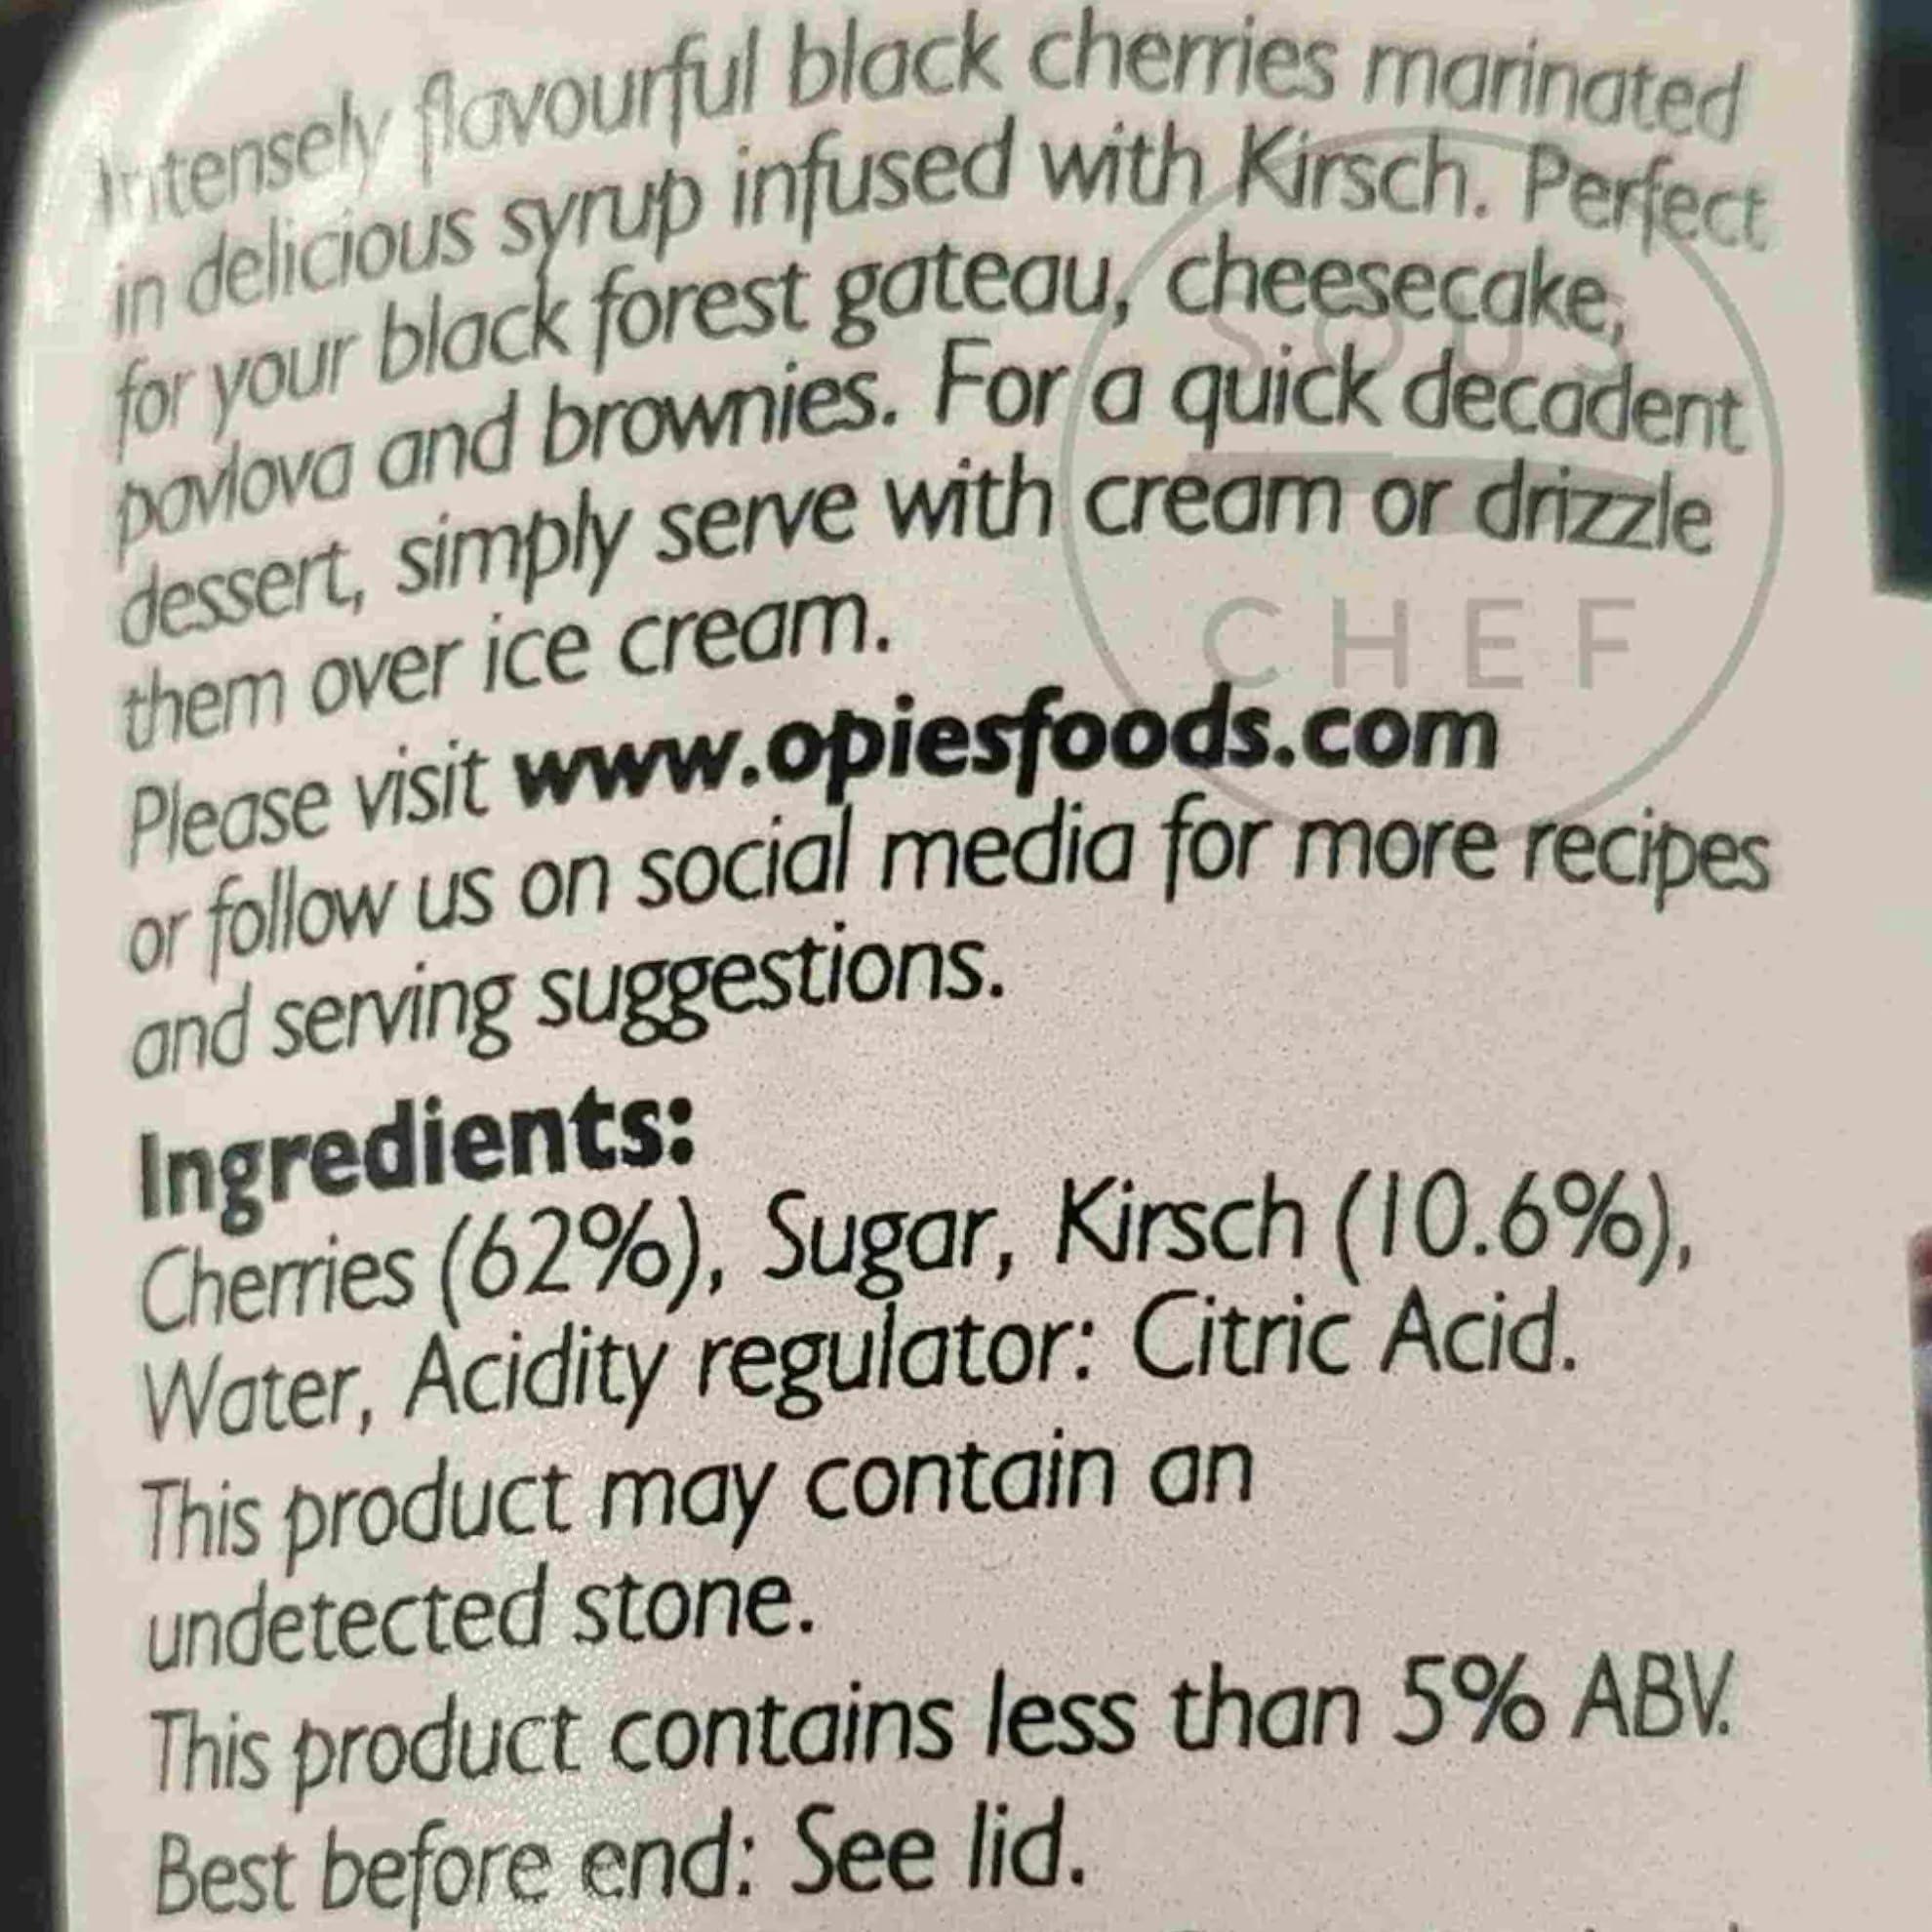 Intensely flavourful black cherries marinated
in delicious syrup infused with Kirsch. Perfect
for your black forest gateau, cheesecake,
pavlova and brownies. For a quick decadent
dessert, simply serve with cream or drizzle
them over ice cream.
Please visit www.opiesfoods.com
or follow us on social media for more recipes
and serving suggestions.
Ingredients:
Cherries (62%), Sugar, Kirsch (10.6%),
Water, Acidity regulator: Citric Acid.
This product may contain an
undetected stone.
This product contains less than 5% ABV.
Best before end: See lid.
SOUS
CHEF